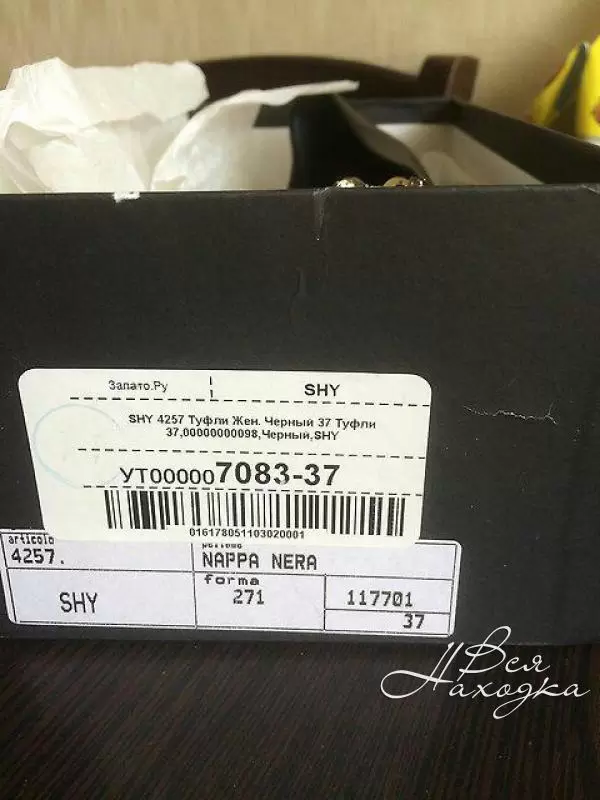 Запато.Ру SHY
SHY 4257 Туфли Жен. Черный 37 Туфли
37,00000000098,Черный,SHY
УТ000007083-37
016178051103020001
articolo
4257. NAPPA NERA
forma
SHY 271 117701
37
Вся
Находка